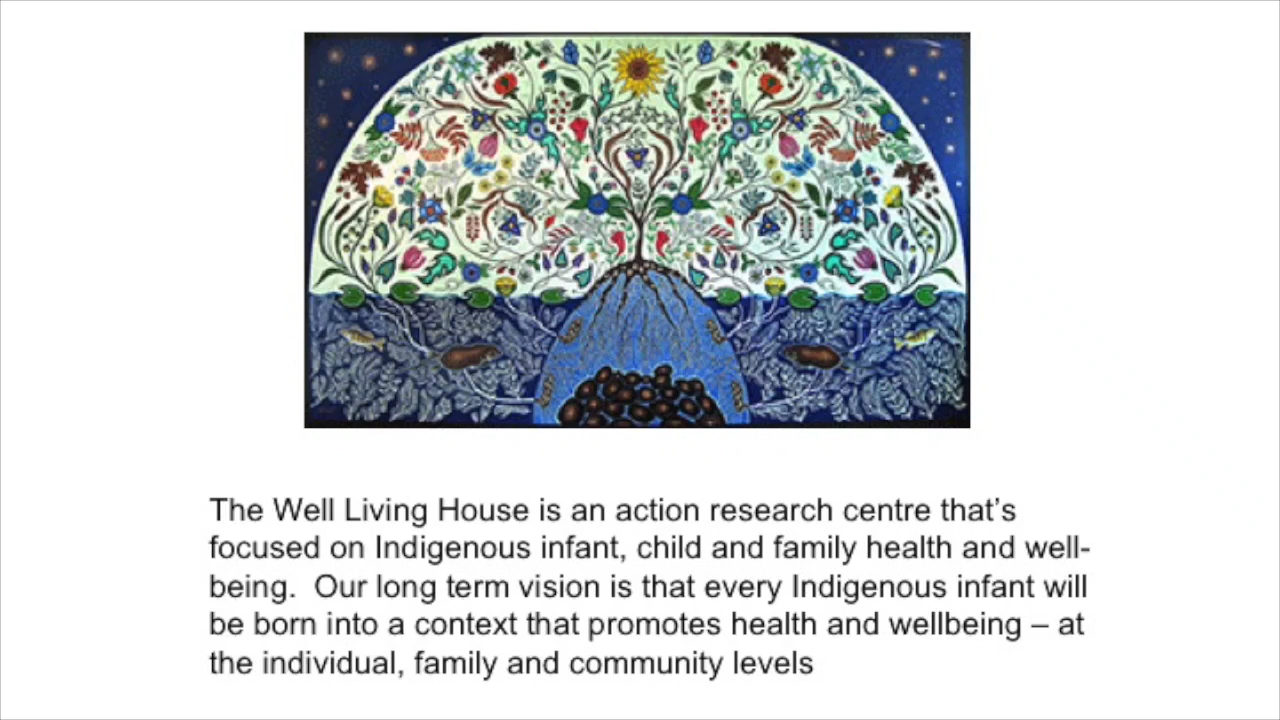 The Well Living House is an action research centre that’s
focused on Indigenous infant, child and family health and well-
being.  Our long term vision is that every Indigenous infant will
be born into a context that promotes health and wellbeing – at
the individual, family and community levels